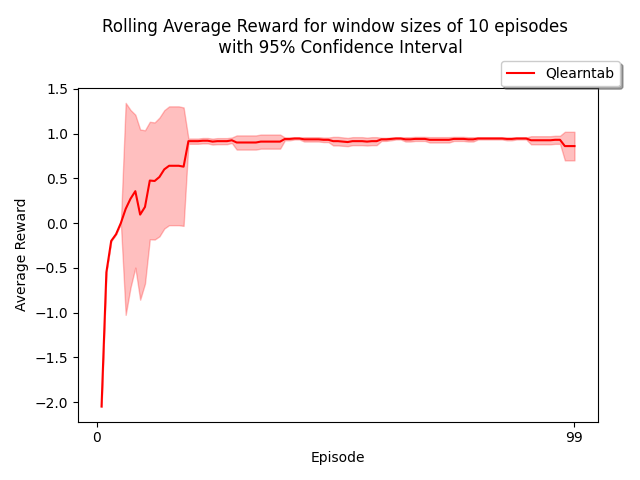 Rolling Average Reward for window sizes of 10 episodes
with 95% Confidence Interval
Qlearntab
1.5
1.0
0.5
0.0
−0.5
−1.0
−1.5
−2.0
Average Reward
0
99
Episode